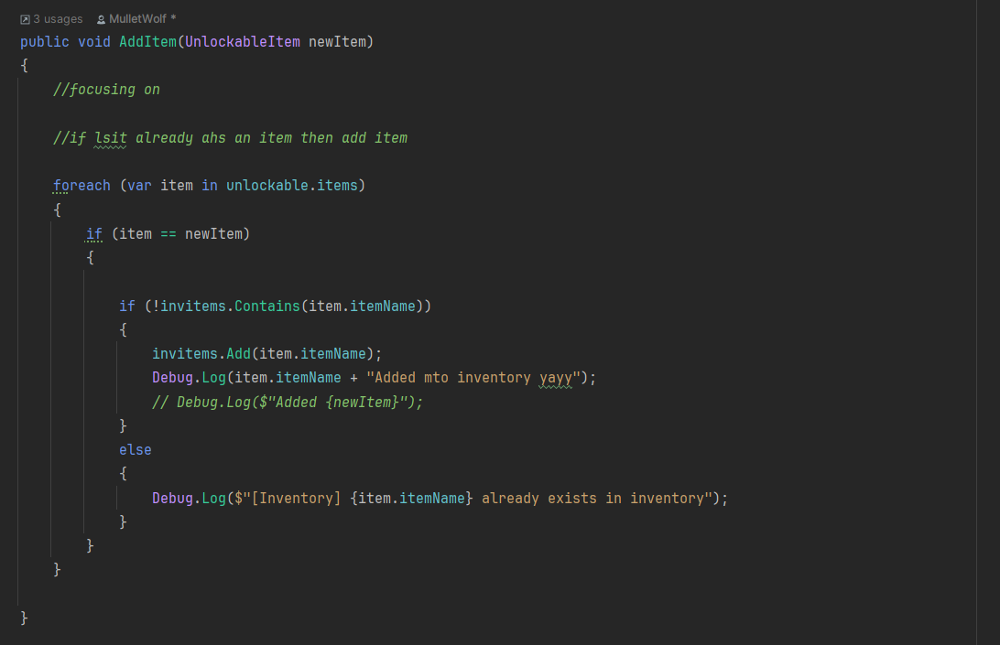 3 usages MulletWolf *
public void AddItem(UnlockableItem newItem)
{
//focusing on
//if lsit already ahs an item then add item
foreach (var item in unlockable.items)
{
if (item == newItem)
{
if (!invitems.Contains(item.itemName))
{
invitems.Add(item.itemName);
Debug.Log(item.itemName + "Added mto inventory yayy");
// Debug.Log($"Added {newItem}");
}
else
{
Debug.Log($"[Inventory] {item.itemName} already exists in inventory");
}
}
}
}